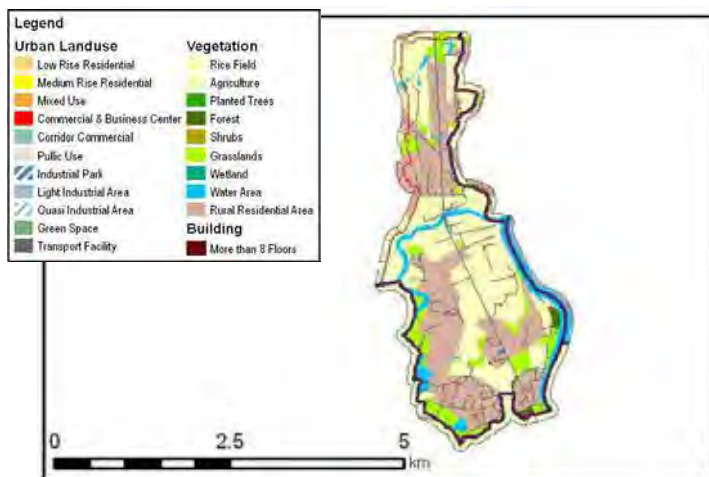 Legend
Urban Landuse
Low Rise Residential
Medium Rise Residential
Mixed Use
Commercial & Business Center
Corridor Commercial
Pullic Use
Industrial Park
Light Industrial Area
Quasi Industrial Area
Green Space
Transport Facility
Vegetation
Rice Field
Agriculture
Planted Trees
Forest
Shrubs
Grasslands
Wetland
Water Area
Rural Residential Area
Building
More than 8 Floors
0 2.5 5
km